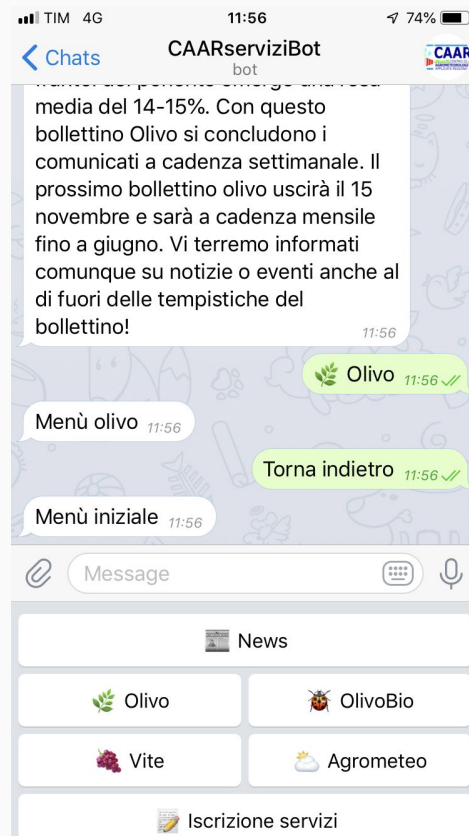 TIM 4G 11:56 74%
Chats CAARserviziBot CAAR
bot
media del 14-15%. Con questo
bollettino Olivo si concludono i
comunicati a cadenza settimanale. Il
prossimo bollettino olivo uscirà il 15
novembre e sarà a cadenza mensile
fino a giugno. Vi terremo informati
comunque su notizie o eventi anche al
di fuori delle tempistiche del
bollettino! 11:56
Olivo 11:56
Menù olivo 11:56
Torna indietro 11:56
Menù iniziale 11:56
Message
News
Olivo OlivoBio
Vite Agrometeo
Iscrizione servizi